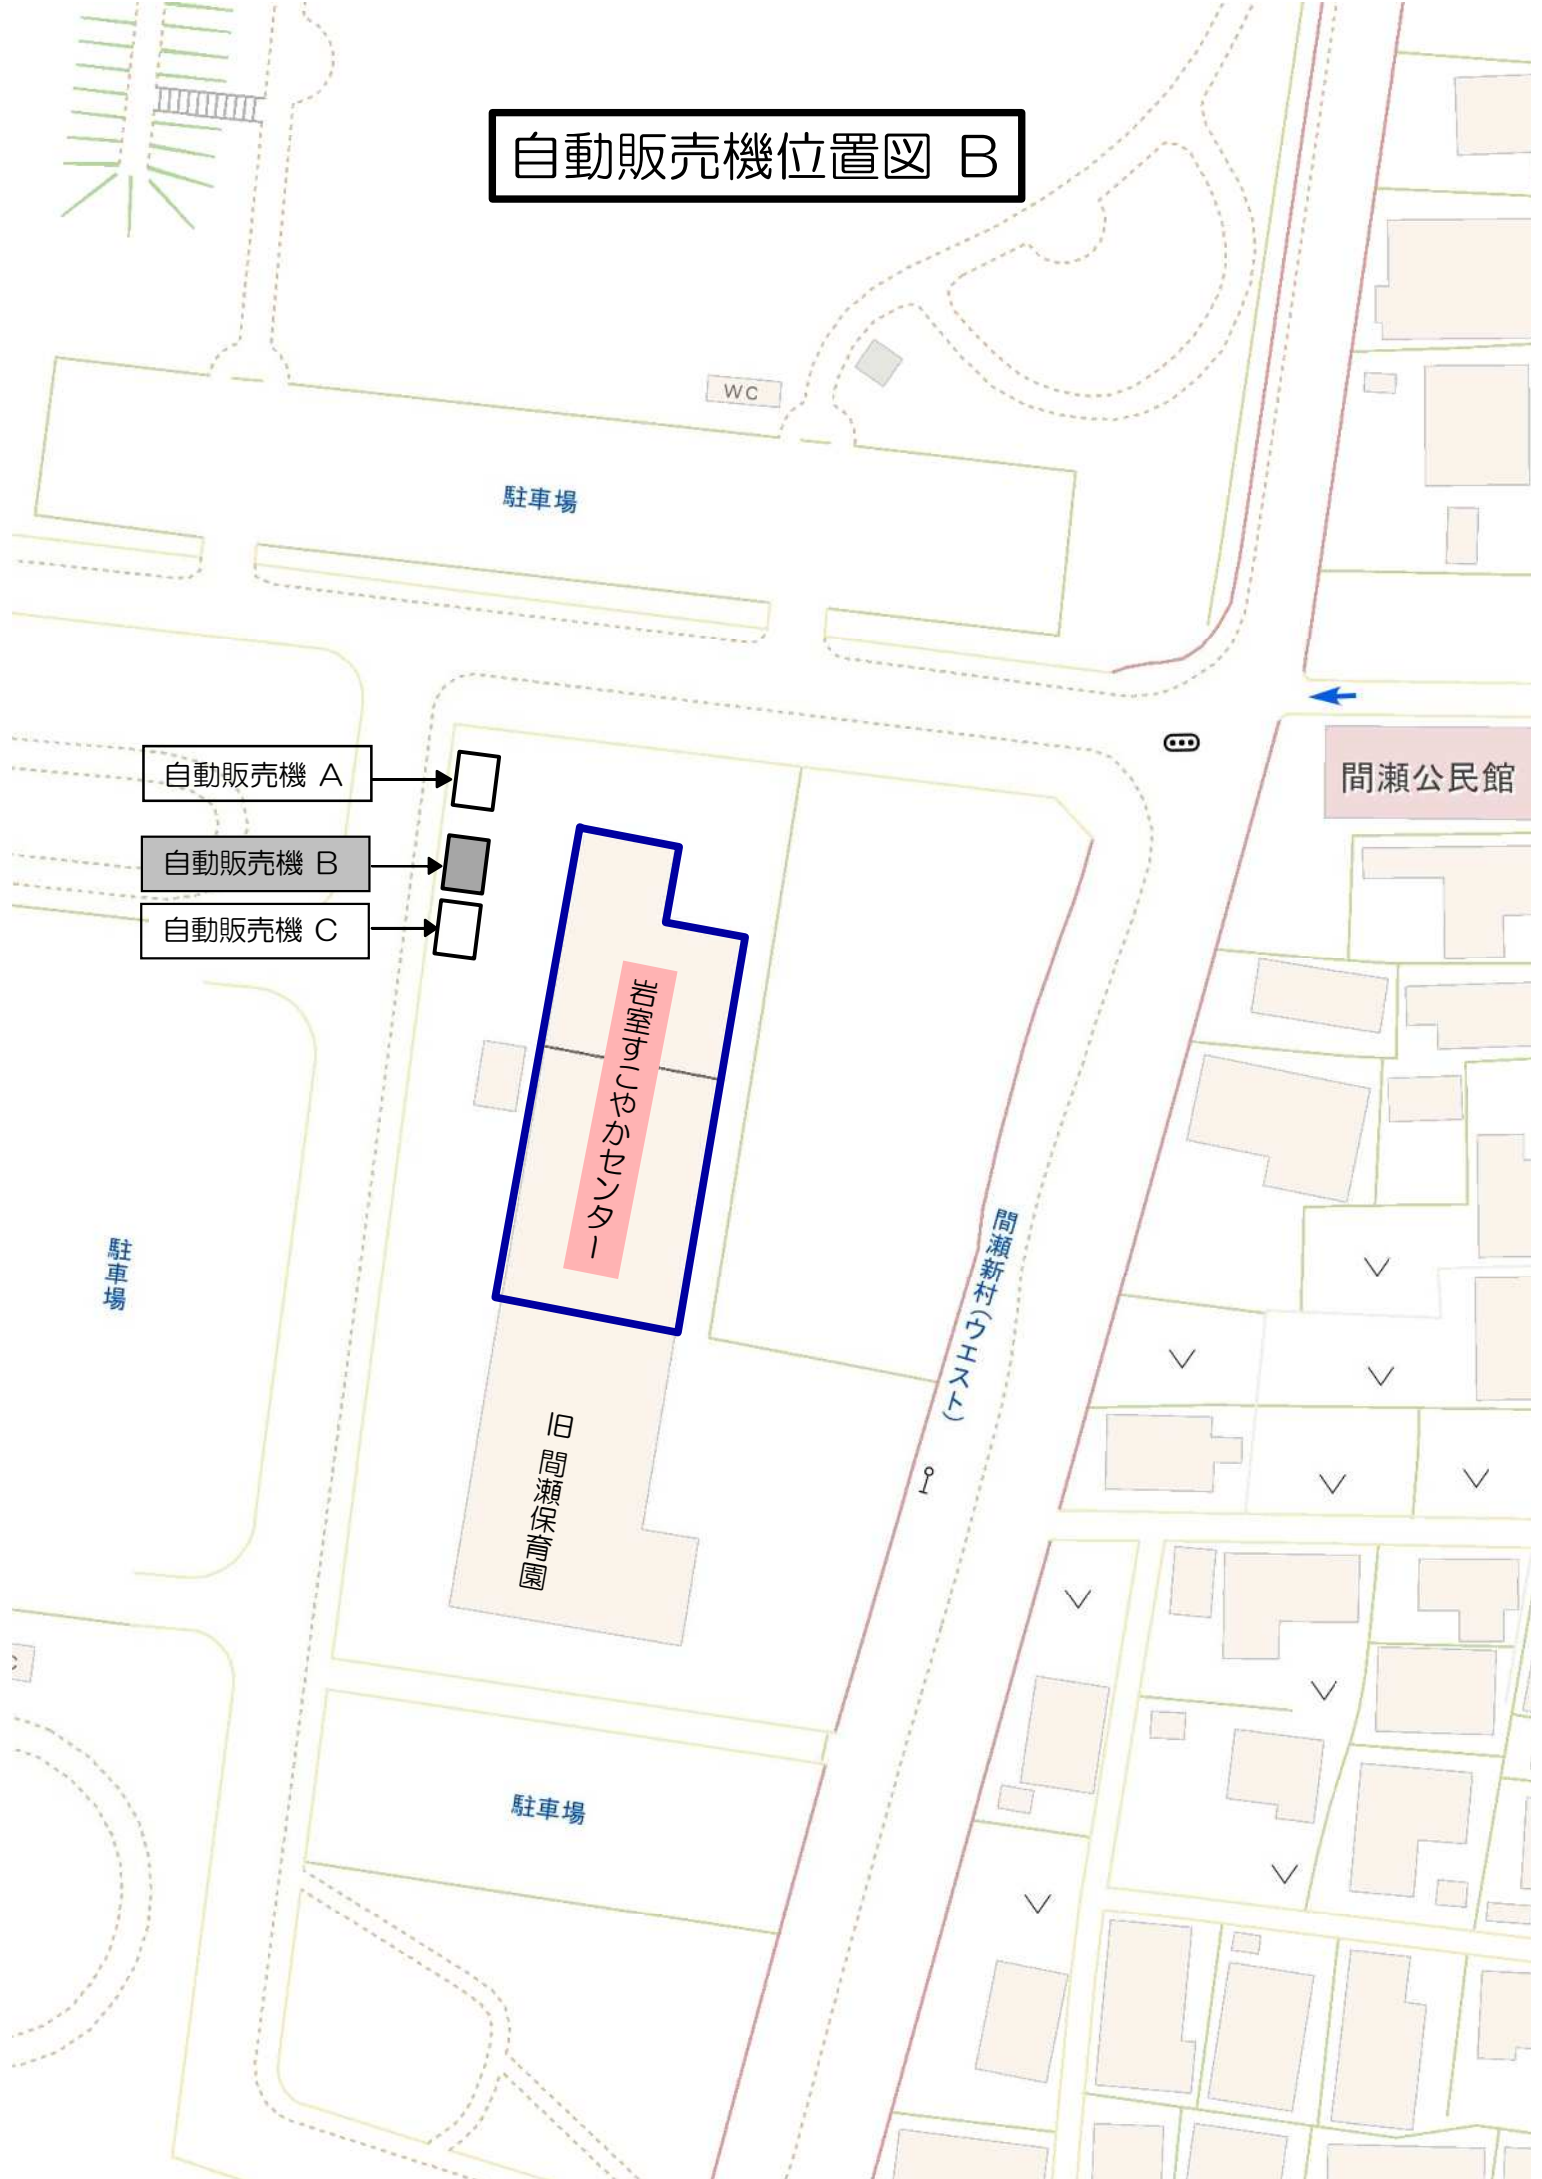 自動販売機位置図 B
WC
駐車場
自動販売機 A
間瀬公民館
自動販売機 B
自動販売機 C
岩室すこやかセンター
間瀬新村(ウエスト)
駐車場
旧 間瀬保育園
駐車場